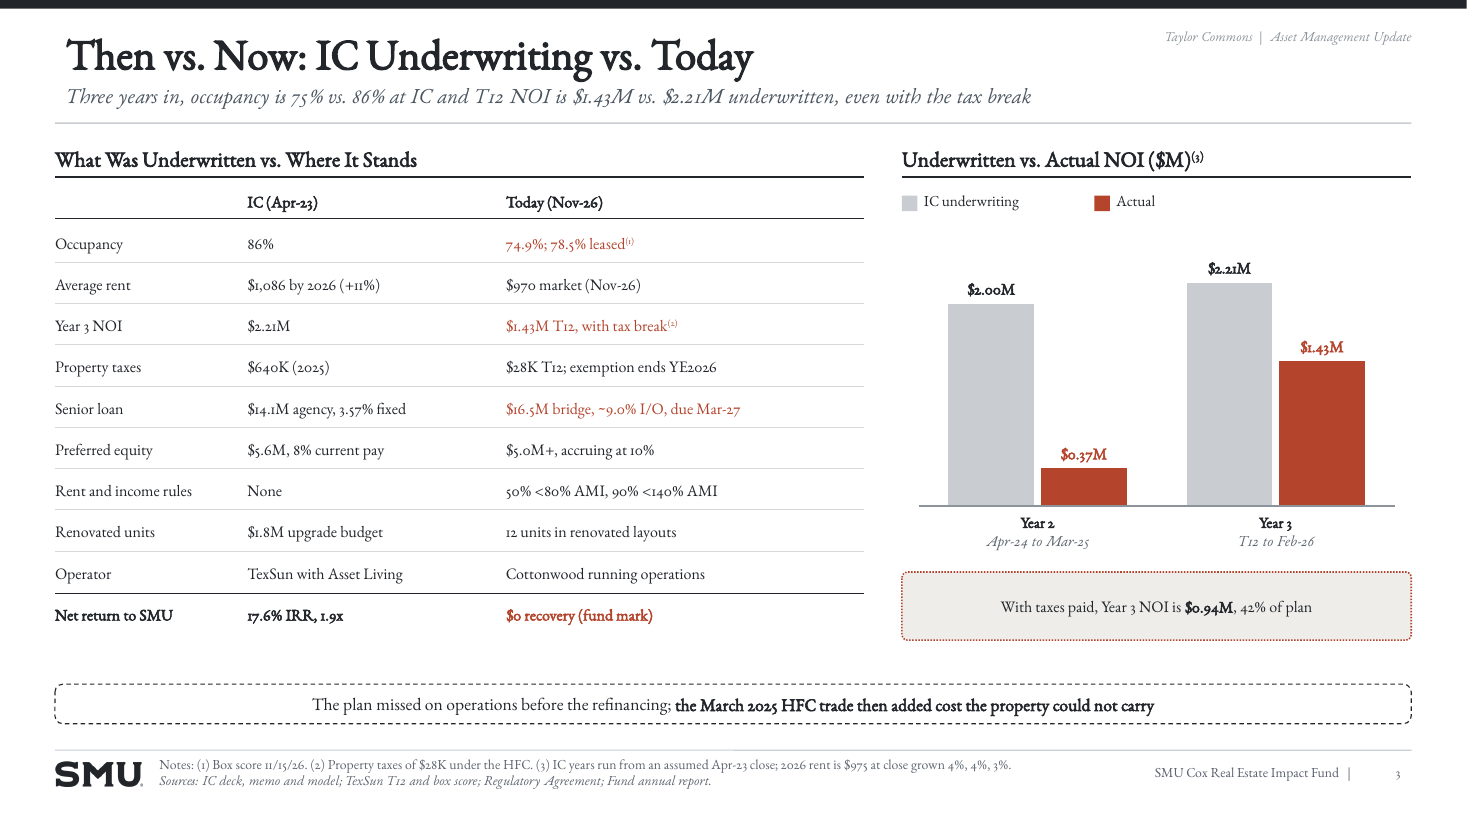 Taylor Commons | Asset Management Update
Then vs. Now: IC Underwriting vs. Today
Three years in, occupancy is 75% vs. 86% at IC and T12 NOI is $1.43M vs. $2.21M underwritten, even with the tax break
What Was Underwritten vs. Where It Stands
IC (Apr-23) Today (Nov-26)
Occupancy 86% 74.9%; 78.5% leased(1)
Average rent $1,086 by 2026 (+11%) $970 market (Nov-26)
Year 3 NOI $2.21M $1.43M T12, with tax break(2)
Property taxes $640K (2025) $28K T12; exemption ends YE2026
Senior loan $14.1M agency, 3.57% fixed $16.5M bridge, ~9.0% I/O, due Mar-27
Preferred equity $5.6M, 8% current pay $5.0M+, accruing at 10%
Rent and income rules None 50% <80% AMI, 90% <140% AMI
Renovated units $1.8M upgrade budget 12 units in renovated layouts
Operator TexSun with Asset Living Cottonwood running operations
Net return to SMU 17.6% IRR, 1.9x $0 recovery (fund mark)
Underwritten vs. Actual NOI ($M)(3)
IC underwriting Actual
$2.21M
$2.00M
$1.43M
$0.37M
Year 2 Year 3
Apr-24 to Mar-25 T12 to Feb-26
With taxes paid, Year 3 NOI is $0.94M, 42% of plan
The plan missed on operations before the refinancing; the March 2025 HFC trade then added cost the property could not carry
SMU
Notes: (1) Box score 11/15/26. (2) Property taxes of $28K under the HFC. (3) IC years run from an assumed Apr-23 close; 2026 rent is $975 at close grown 4%, 4%, 3%.
Sources: IC deck, memo and model; TexSun T12 and box score; Regulatory Agreement; Fund annual report.
SMU Cox Real Estate Impact Fund | 3